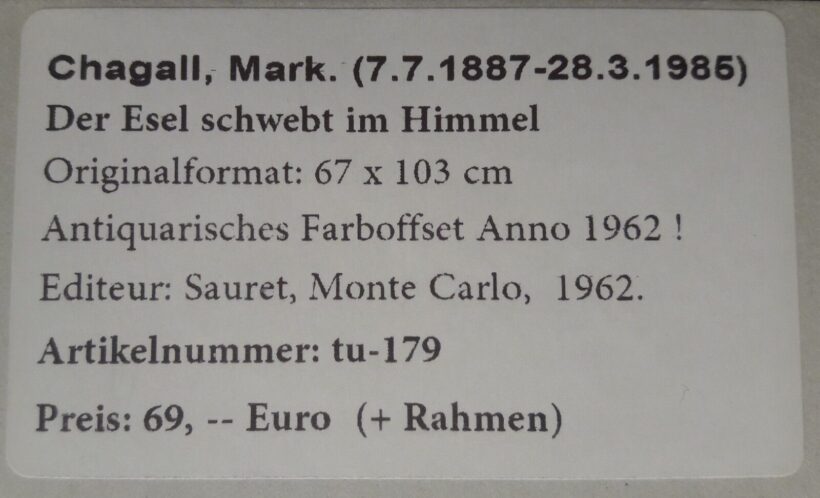 Chagall, Mark. (7.7.1887-28.3.1985)
Der Esel schwebt im Himmel
Originalformat: 67 x 103 cm
Antiquarisches Farboffset Anno 1962 !
Editeur: Sauret, Monte Carlo, 1962.
Artikelnummer: tu-179
Preis: 69, -- Euro (+ Rahmen)